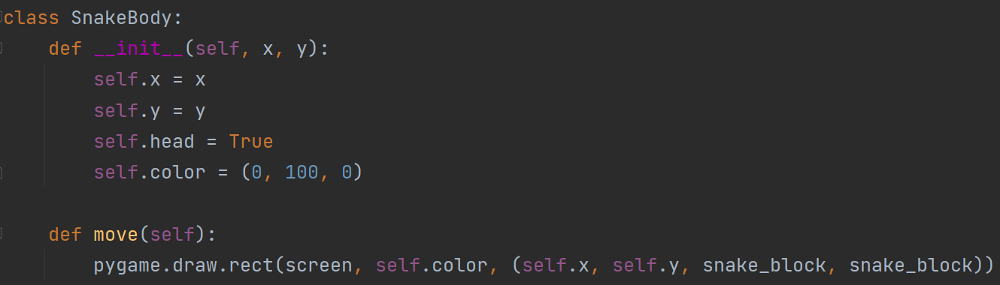 class SnakeBody:
    def __init__(self, x, y):
        self.x = x
        self.y = y
        self.head = True
        self.color = (0, 100, 0)
    def move(self):
        pygame.draw.rect(screen, self.color, (self.x, self.y, snake_block, snake_block))